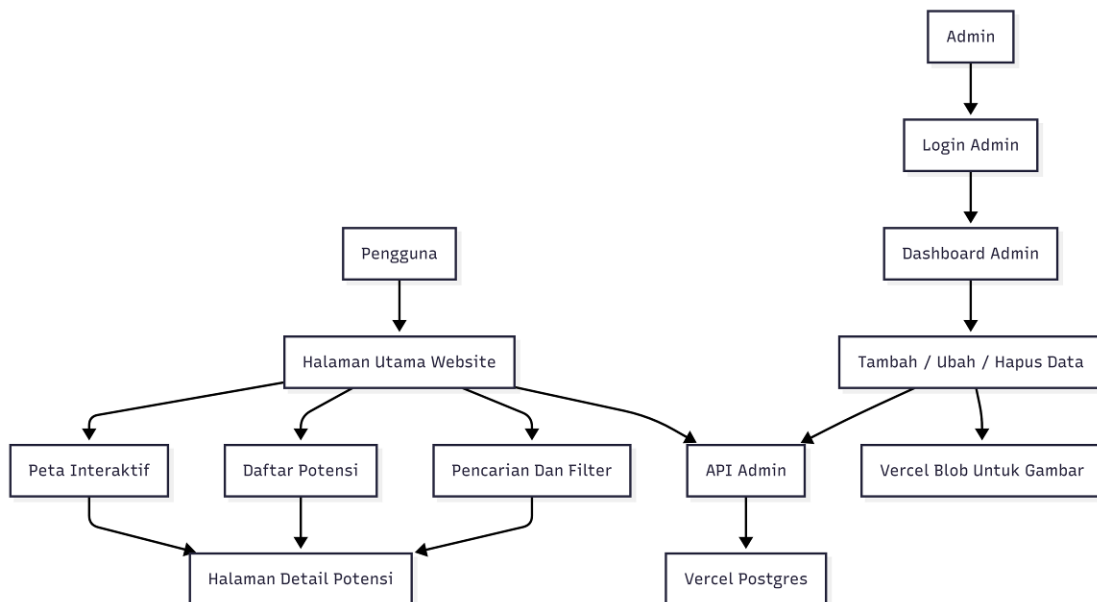 Admin
Login Admin
Pengguna
Dashboard Admin
Halaman Utama Website
Tambah / Ubah / Hapus Data
Peta Interaktif
Daftar Potensi
Pencarian Dan Filter
API Admin
Vercel Blob Untuk Gambar
Halaman Detail Potensi
Vercel Postgres